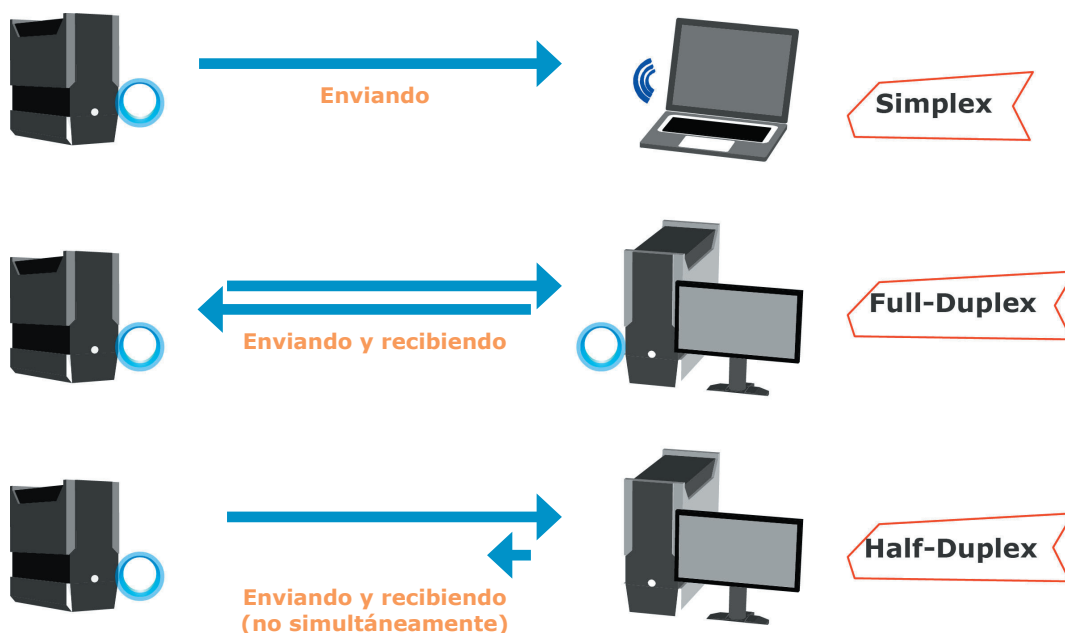 Enviando
Simplex
Enviando y recibiendo
Full-Duplex
Enviando y recibiendo
(no simultáneamente)
Half-Duplex